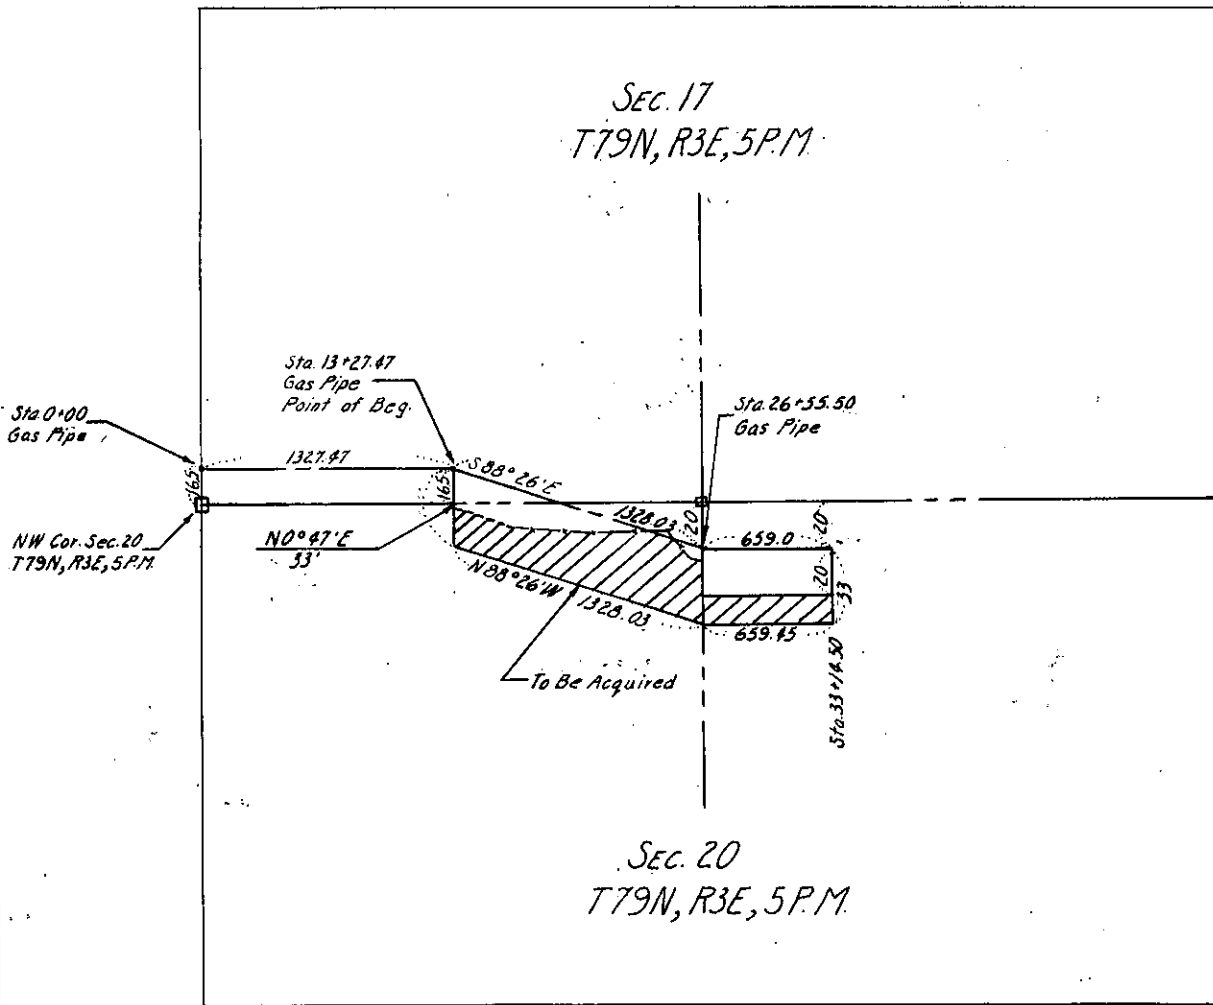 SEC. 17
T79N, R3E, 5P.M.
Sta. 13+27.47
Gas Pipe
Point of Beg.
Sta. 0+00
Gas Pipe
Sta. 26+55.50
Gas Pipe
1327.47
S 88° 26' E
165
165
1328.03
20
20
NW Cor. Sec. 20
T79N, R3E, 5P.M.
N0°47'E
33'
659.0
N 88° 26' W
1328.03
20
33
659.45
To Be Acquired
Sta. 33+14.50
SEC. 20
T79N, R3E, 5P.M.